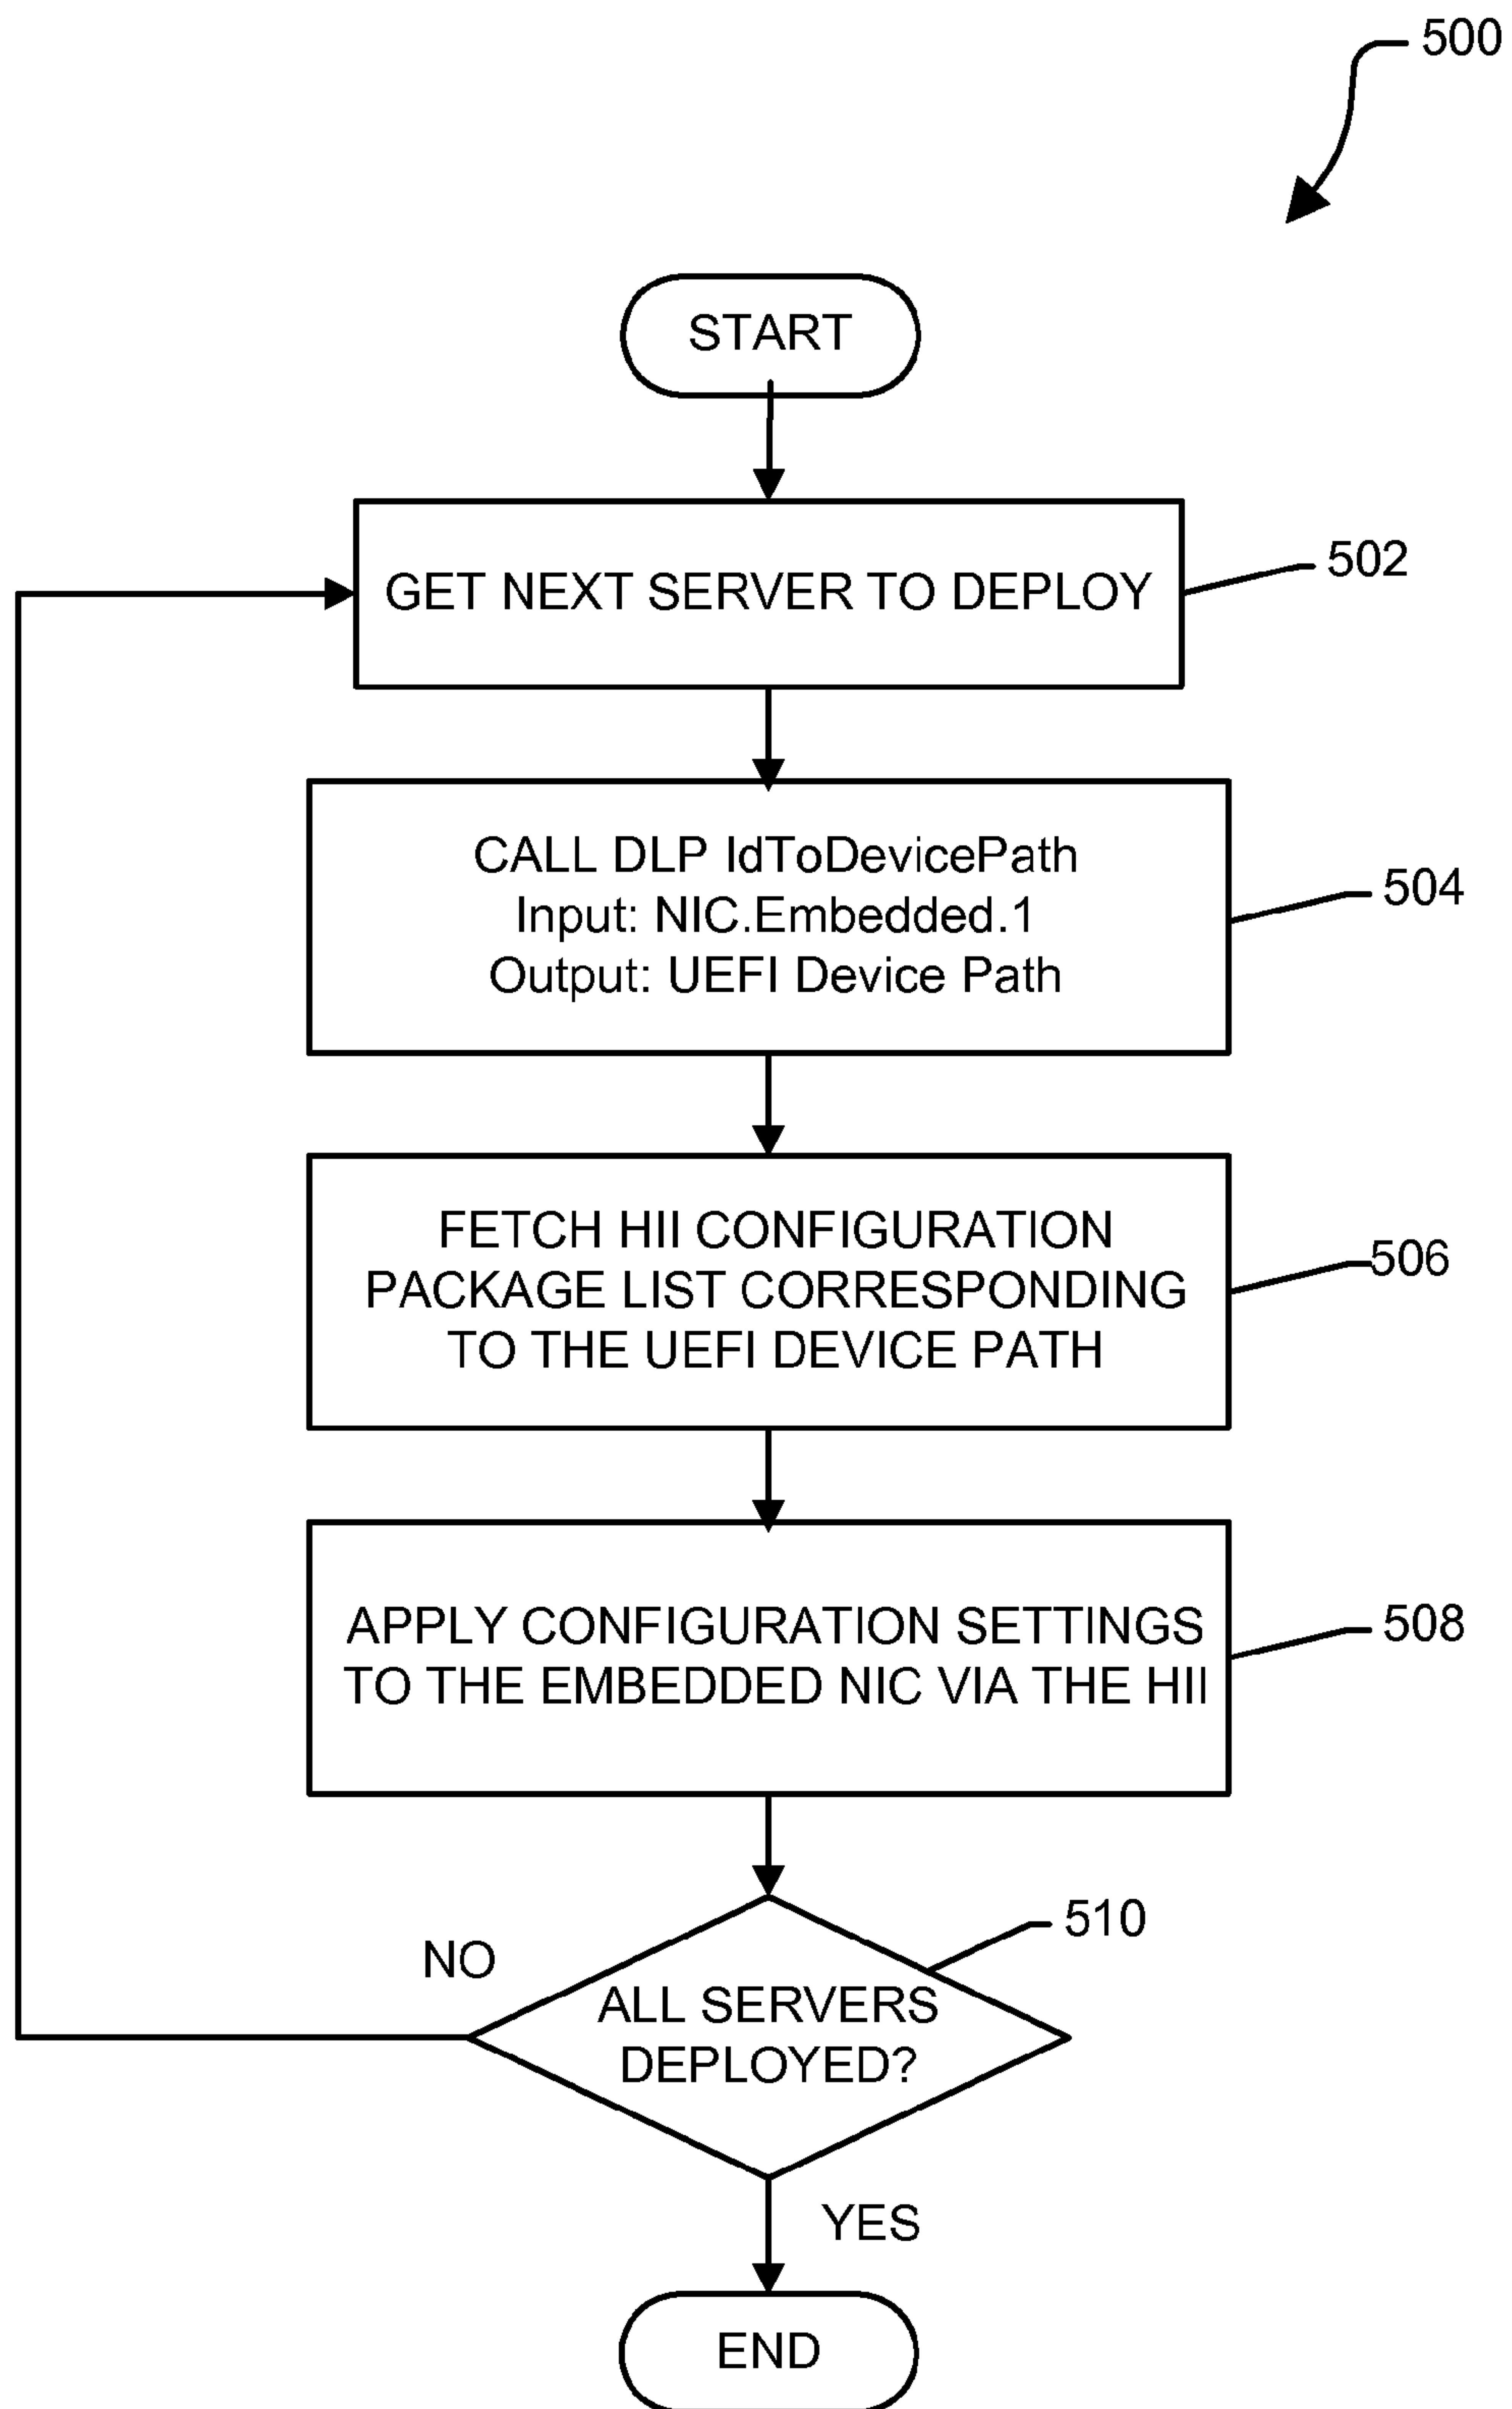 500
START
GET NEXT SERVER TO DEPLOY
502
CALL DLP IdToDevicePath
Input: NIC.Embedded.1
Output: UEFI Device Path
504
FETCH HII CONFIGURATION
PACKAGE LIST CORRESPONDING
TO THE UEFI DEVICE PATH
506
APPLY CONFIGURATION SETTINGS
TO THE EMBEDDED NIC VIA THE HII
508
510
NO
ALL SERVERS
DEPLOYED?
YES
END